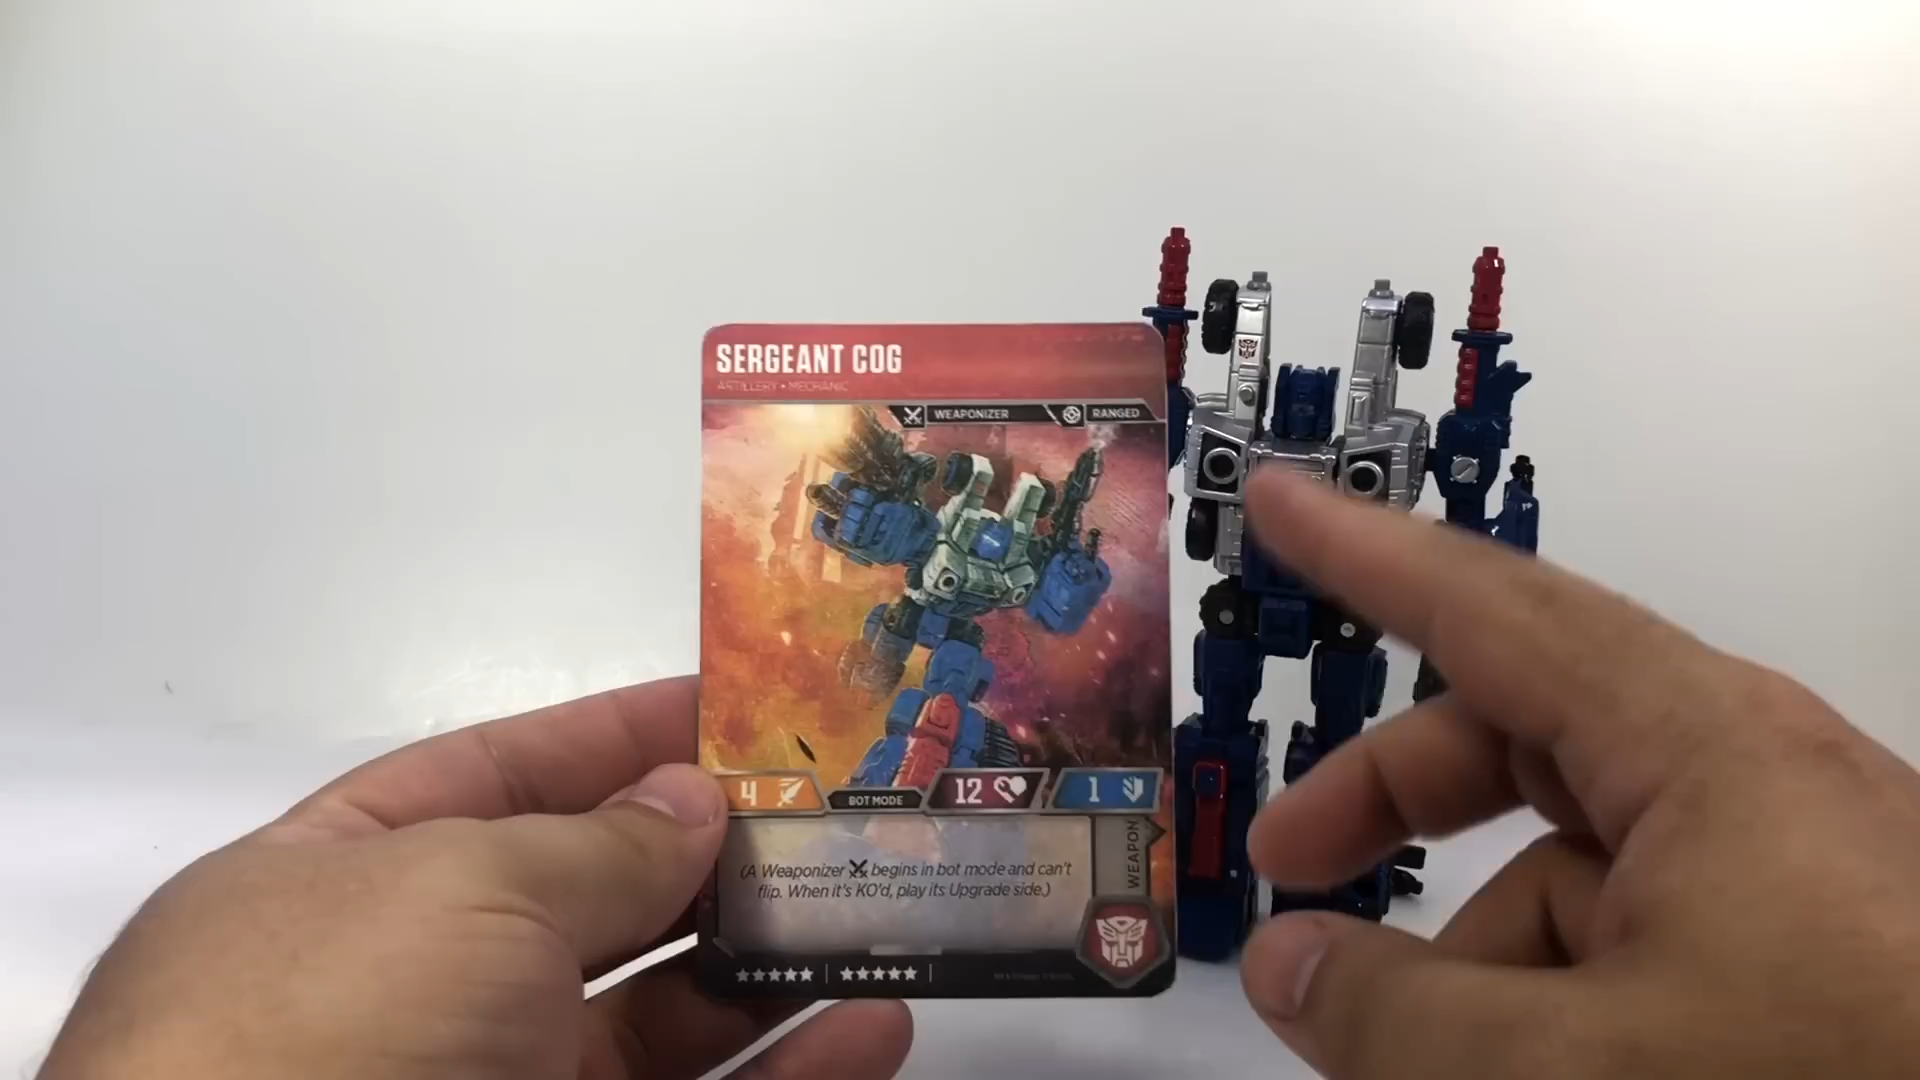 SERGEANT COG
ARTILLERY • MECHANIC
WEAPONIZER
RANGED
4
BOT MODE
12
1
WEAPON
(A Weaponizer begins in bot mode and can't
flip. When it's KO'd, play its Upgrade side.)